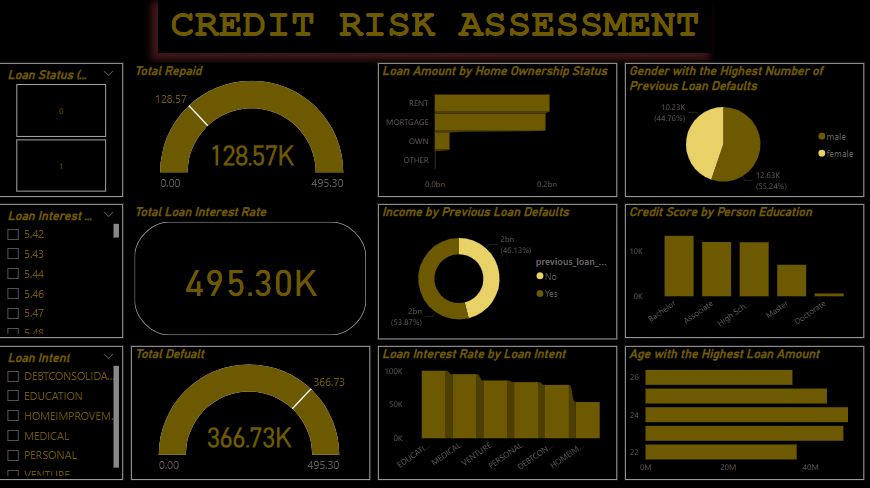 CREDIT RISK ASSESSMENT
Loan Status (...
0
1
Total Repaid
128.57
128.57K
0.00
495.30
Loan Amount by Home Ownership Status
RENT
MORTGAGE
OWN
OTHER
0.0bn
0.2bn
Gender with the Highest Number of
Previous Loan Defaults
10.23K
(44.76%)
male
female
12.63K
(55.24%)
Loan Interest ...
5.42
5.43
5.44
5.46
5.47
5.48
Total Loan Interest Rate
495.30K
Income by Previous Loan Defaults
2bn
(46.13%)
previous_loan_...
No
Yes
2bn
(53.87%)
Credit Score by Person Education
10K
0K
Bachelor
Associate
High Sch...
Master
Doctorate
Loan Intent
DEBTCONSOLIDA...
EDUCATION
HOMEIMPROVEM...
MEDICAL
PERSONAL
VENTURE
Total Defualt
366.73
366.73K
0.00
495.30
Loan Interest Rate by Loan Intent
100K
50K
0K
EDUCATI...
MEDICAL
VENTURE
PERSONAL
DEBTCON...
HOMEIM...
Age with the Highest Loan Amount
26
24
22
0M
20M
40M